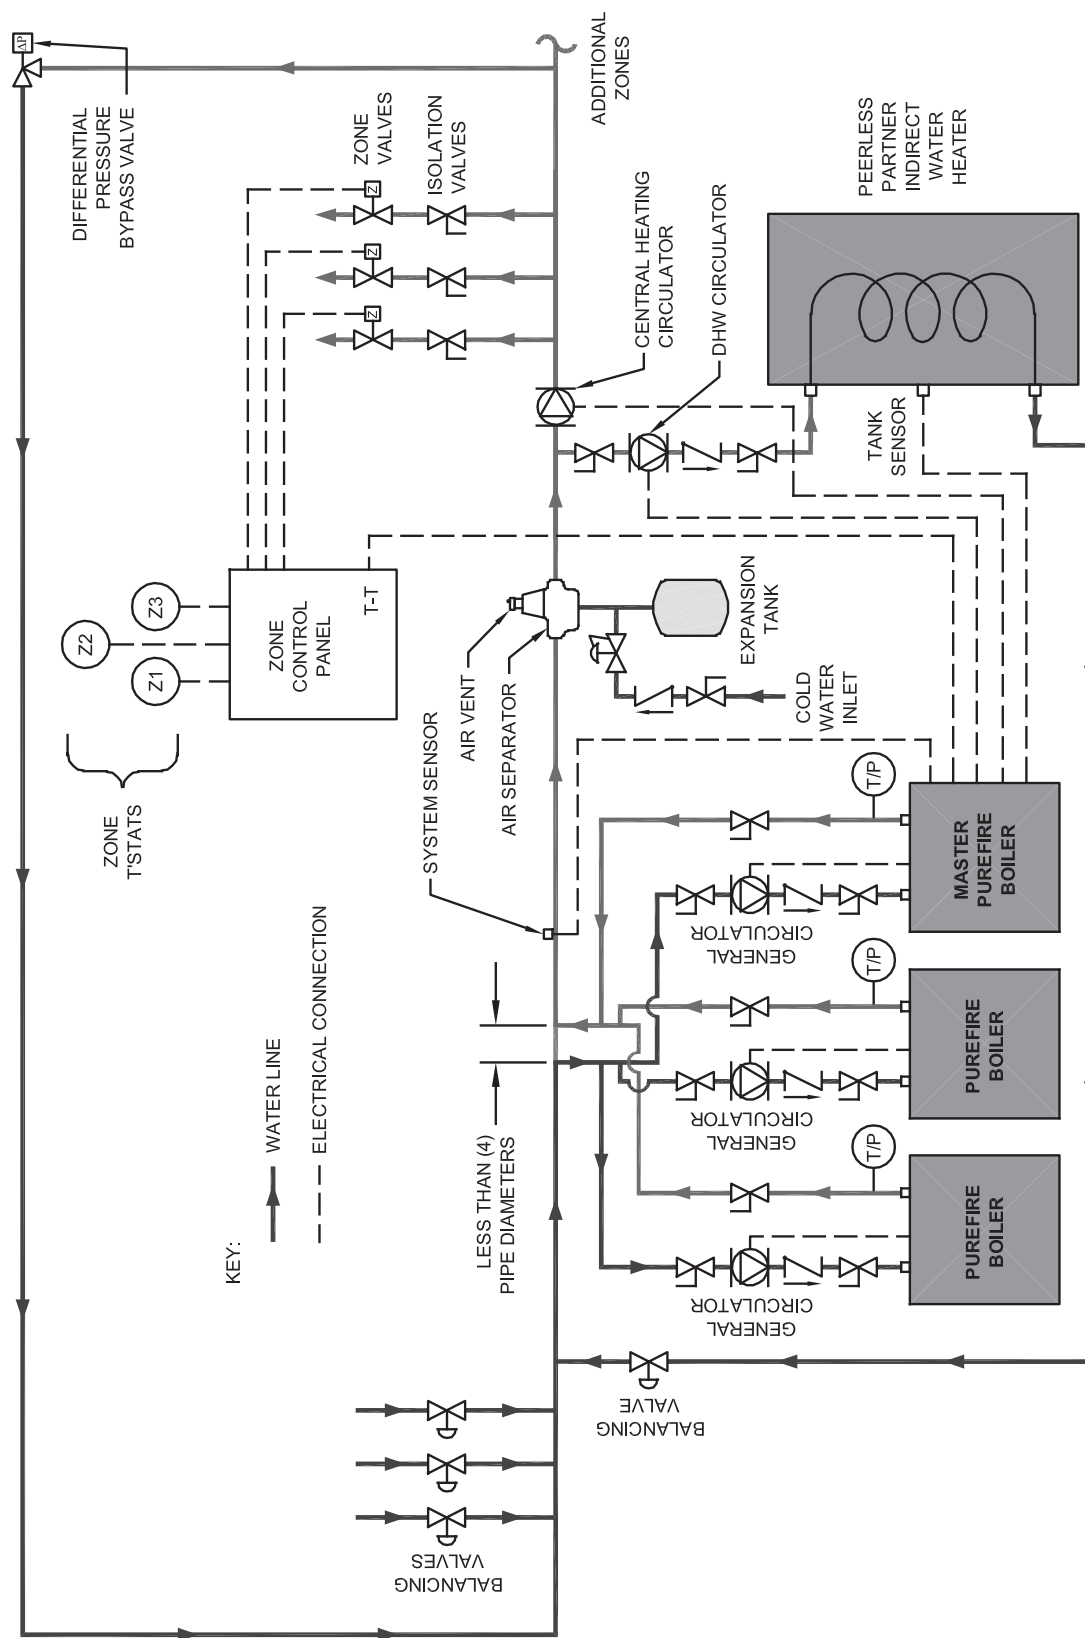 ΔP
DIFFERENTIAL
PRESSURE
BYPASS VALVE
ZONE
VALVES
ISOLATION
VALVES
Z
Z
Z
ADDITIONAL
ZONES
CENTRAL HEATING
CIRCULATOR
DHW CIRCULATOR
PEERLESS
PARTNER
INDIRECT
WATER
HEATER
TANK
SENSOR
Z1
Z2
Z3
ZONE
T'STATS
ZONE
CONTROL
PANEL
T-T
AIR VENT
AIR SEPARATOR
SYSTEM SENSOR
EXPANSION
TANK
COLD
WATER
INLET
KEY:
WATER LINE
ELECTRICAL CONNECTION
LESS THAN (4)
PIPE DIAMETERS
T/P
T/P
T/P
GENERAL
CIRCULATOR
GENERAL
CIRCULATOR
GENERAL
CIRCULATOR
PUREFIRE
BOILER
PUREFIRE
BOILER
MASTER
PUREFIRE
BOILER
BALANCING
VALVE
BALANCING
VALVES